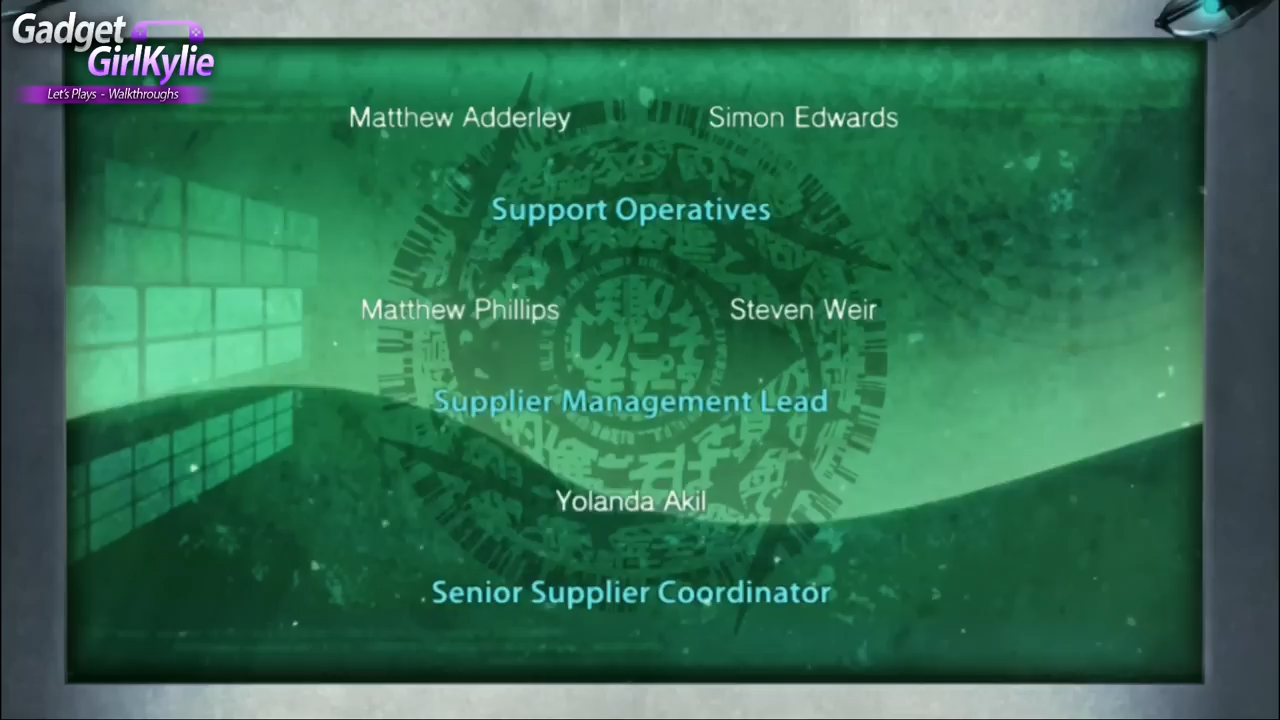 Gadget
GirlKylie
Let's Plays - Walkthroughs
Matthew Adderley Simon Edwards
Support Operatives
Matthew Phillips Steven Weir
Supplier Management Lead
Yolanda Akil
Senior Supplier Coordinator